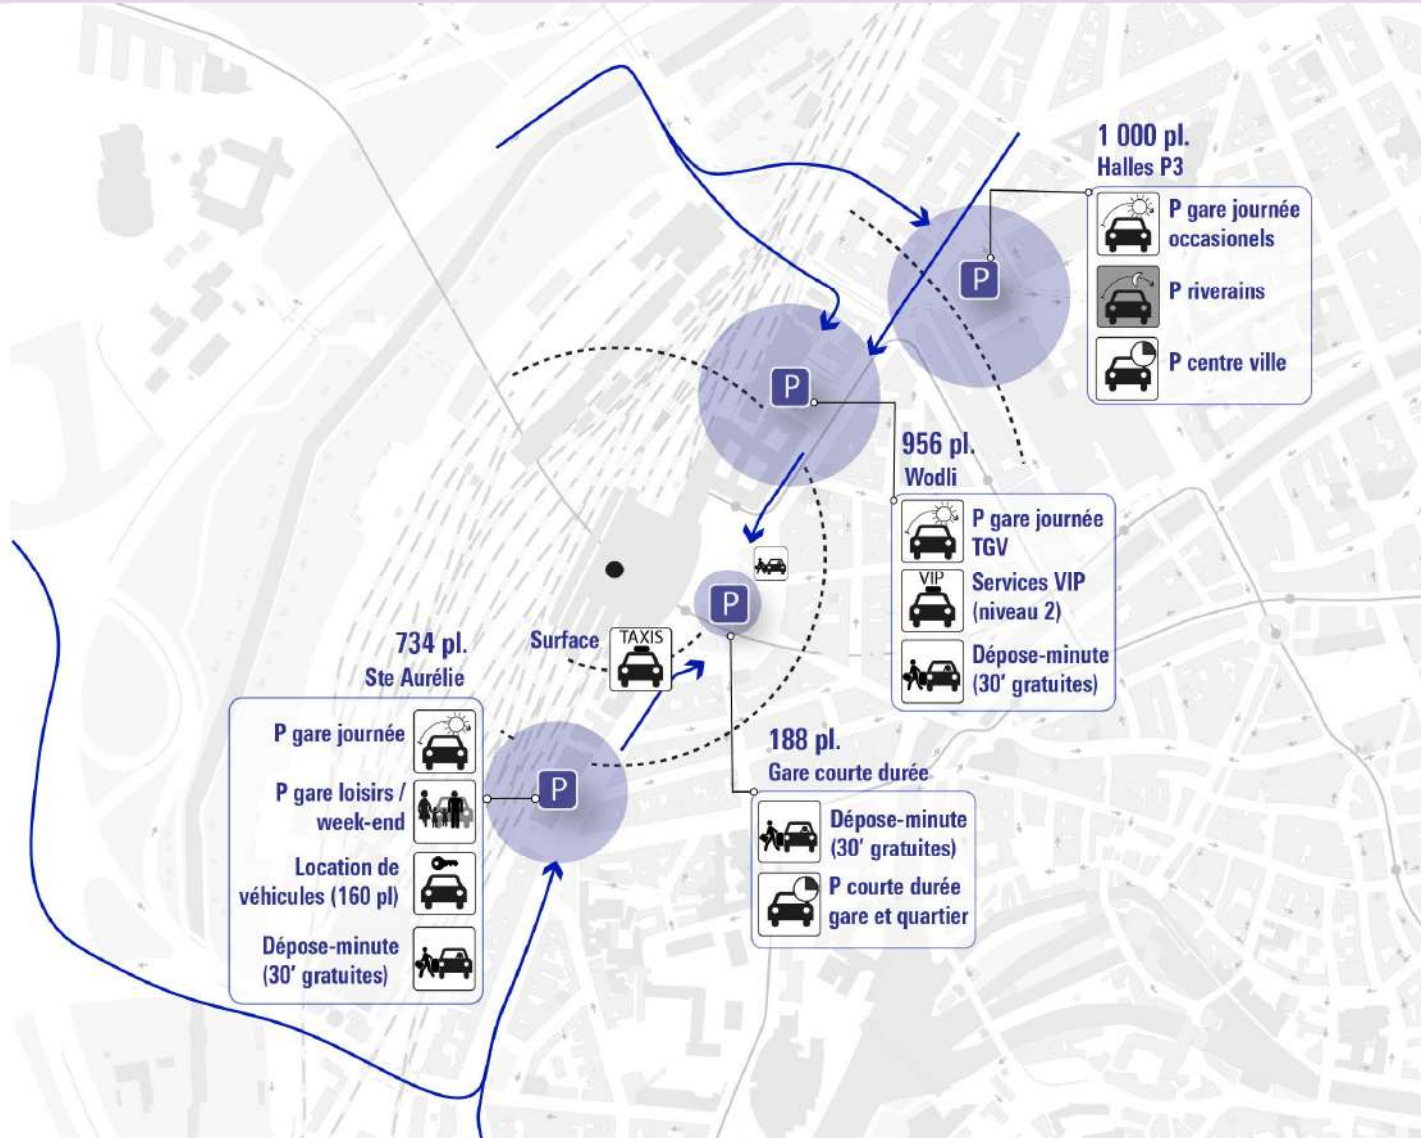 1 000 pl.
Halles P3
P gare journée
occasionels
P riverains
P centre ville
P
P
956 pl.
Wodli
P gare journée
TGV
VIP
Services VIP
(niveau 2)
Dépose-minute
(30' gratuites)
P
Surface
TAXIS
734 pl.
Ste Aurélie
P gare journée
P gare loisirs /
week-end
Location de
véhicules (160 pl)
Dépose-minute
(30' gratuites)
P
188 pl.
Gare courte durée
Dépose-minute
(30' gratuites)
P courte durée
gare et quartier